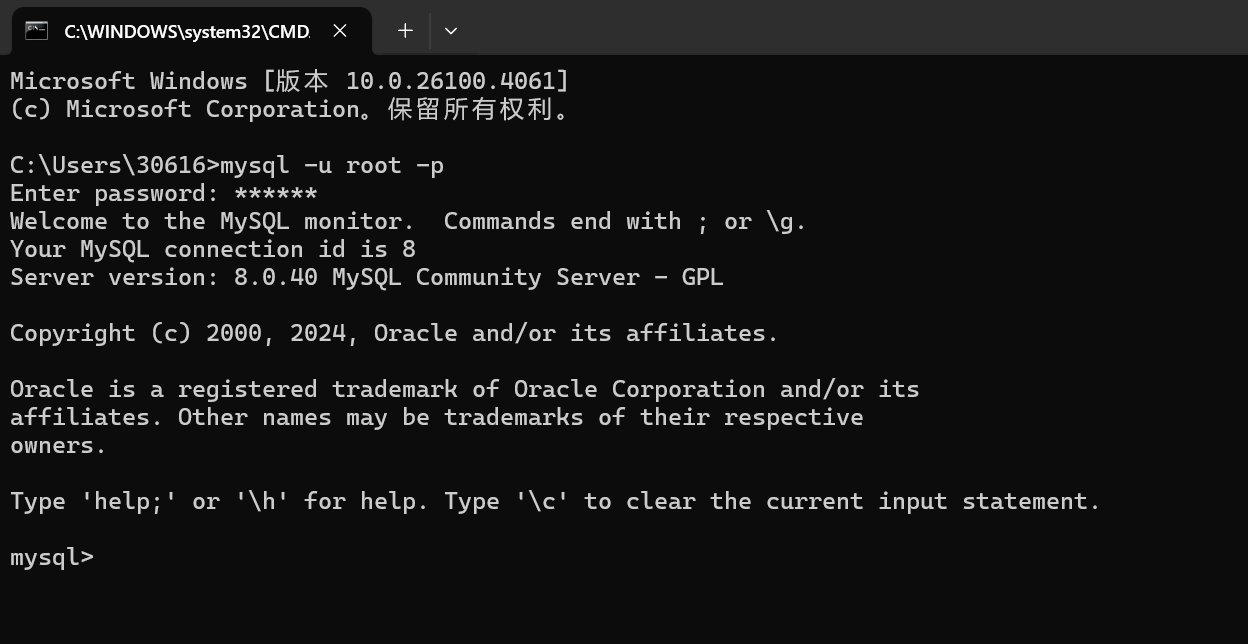 C:\WINDOWS\system32\CMD.
Microsoft Windows [版本 10.0.26100.4061]
(c) Microsoft Corporation。保留所有权利。
C:\Users\30616>mysql -u root -p
Enter password: ******
Welcome to the MySQL monitor.  Commands end with ; or \g.
Your MySQL connection id is 8
Server version: 8.0.40 MySQL Community Server - GPL
Copyright (c) 2000, 2024, Oracle and/or its affiliates.
Oracle is a registered trademark of Oracle Corporation and/or its
affiliates. Other names may be trademarks of their respective
owners.
Type 'help;' or '\h' for help. Type '\c' to clear the current input statement.
mysql>